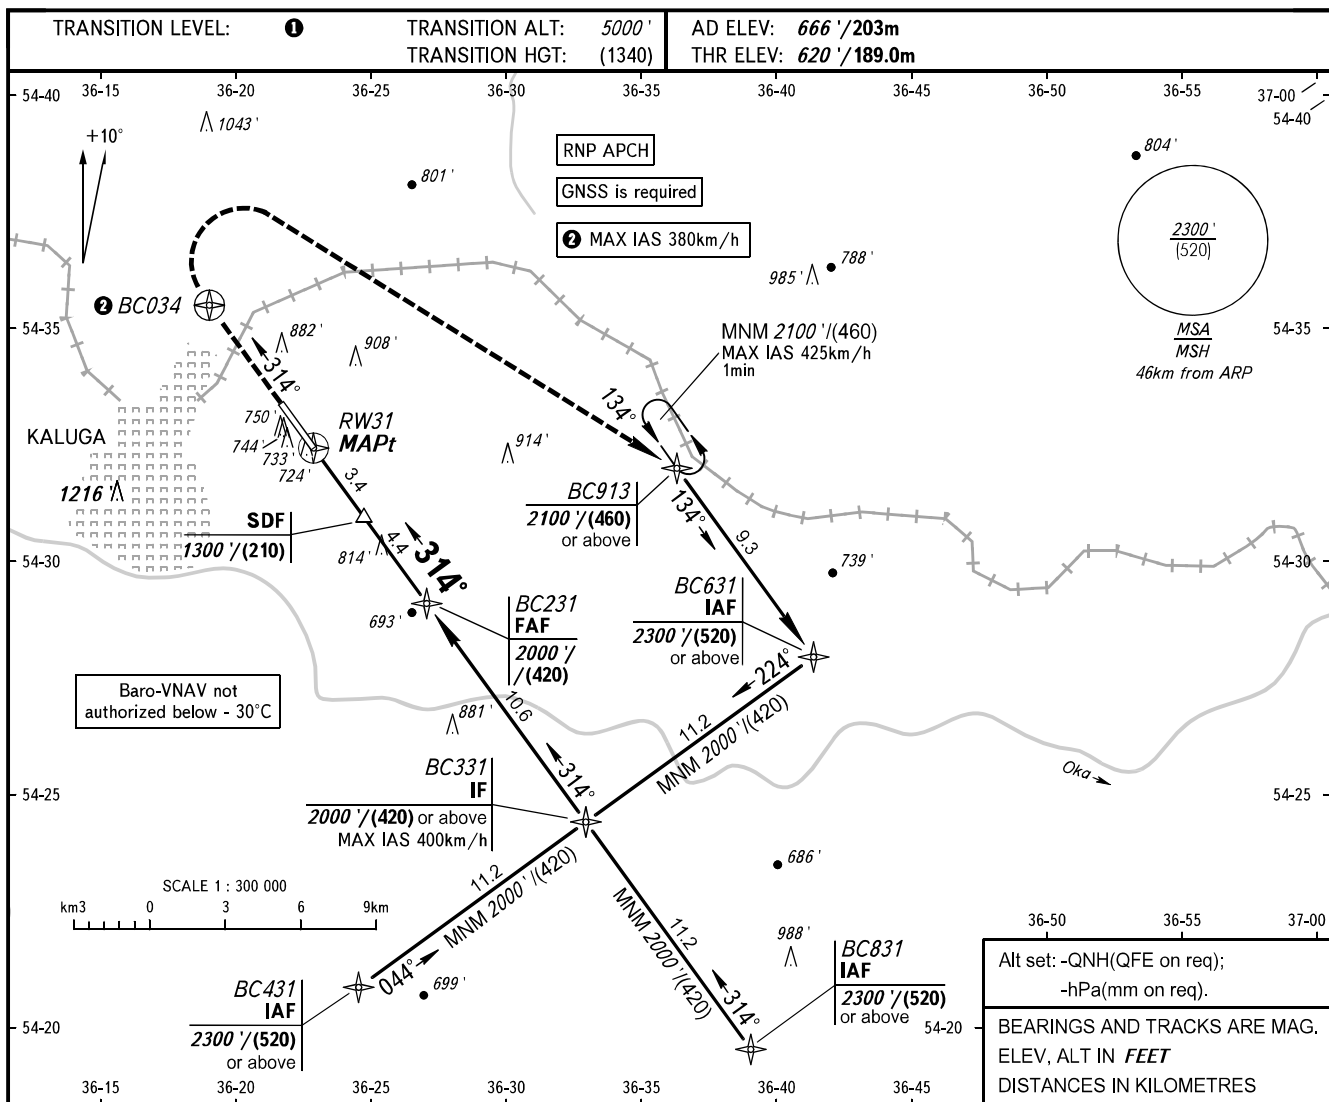 TRANSITION LEVEL: ❶ TRANSITION ALT: 5000 ' AD ELEV: 666 '/203m
TRANSITION HGT: (1340) THR ELEV: 620 '/189.0m
36-15 36-20 36-25 36-30 36-35 36-40 36-50 36-55 37-00
54-40
54-40
+10°
1043 '
801 '
804 '
RNP APCH
GNSS is required
❷ MAX IAS 380km/h
2300 '
(520)
MSA
MSH
46km from ARP
788 '
985 '
❷ BC034
54-35
54-35
882 '
908 '
314°
MNM 2100 '/(460)
MAX IAS 425km/h
1min
134°
750 '
744 '
733 '
724 '
RW31
MAPt
KALUGA
1216 '
914 '
3.4
BC913
2100 '/(460)
or above
134°
9.3
SDF
1300 '/(210)
4.4
814 '
314°
54-30
54-30
739 '
BC631
IAF
2300 '/(520)
or above
BC231
FAF
2000 '/
/(420)
693 '
224°
Baro-VNAV not
authorized below - 30°C
881 '
10.6
11.2
MNM 2000 '/(420)
Oka
BC331
IF
2000 '/(420) or above
MAX IAS 400km/h
314°
54-25
54-25
686 '
SCALE 1 : 300 000
km3 0 3 6 9km
11.2
MNM 2000 '/(420)
044°
11.2
MNM 2000 '/(420)
314°
988 '
699 '
BC431
IAF
2300 '/(520)
or above
BC831
IAF
2300 '/(520)
or above
36-50 36-55 37-00
54-20
54-20
Alt set: -QNH(QFE on req);
-hPa(mm on req).
BEARINGS AND TRACKS ARE MAG.
ELEV, ALT IN FEET
DISTANCES IN KILOMETRES
36-15 36-20 36-25 36-30 36-35 36-40 36-45